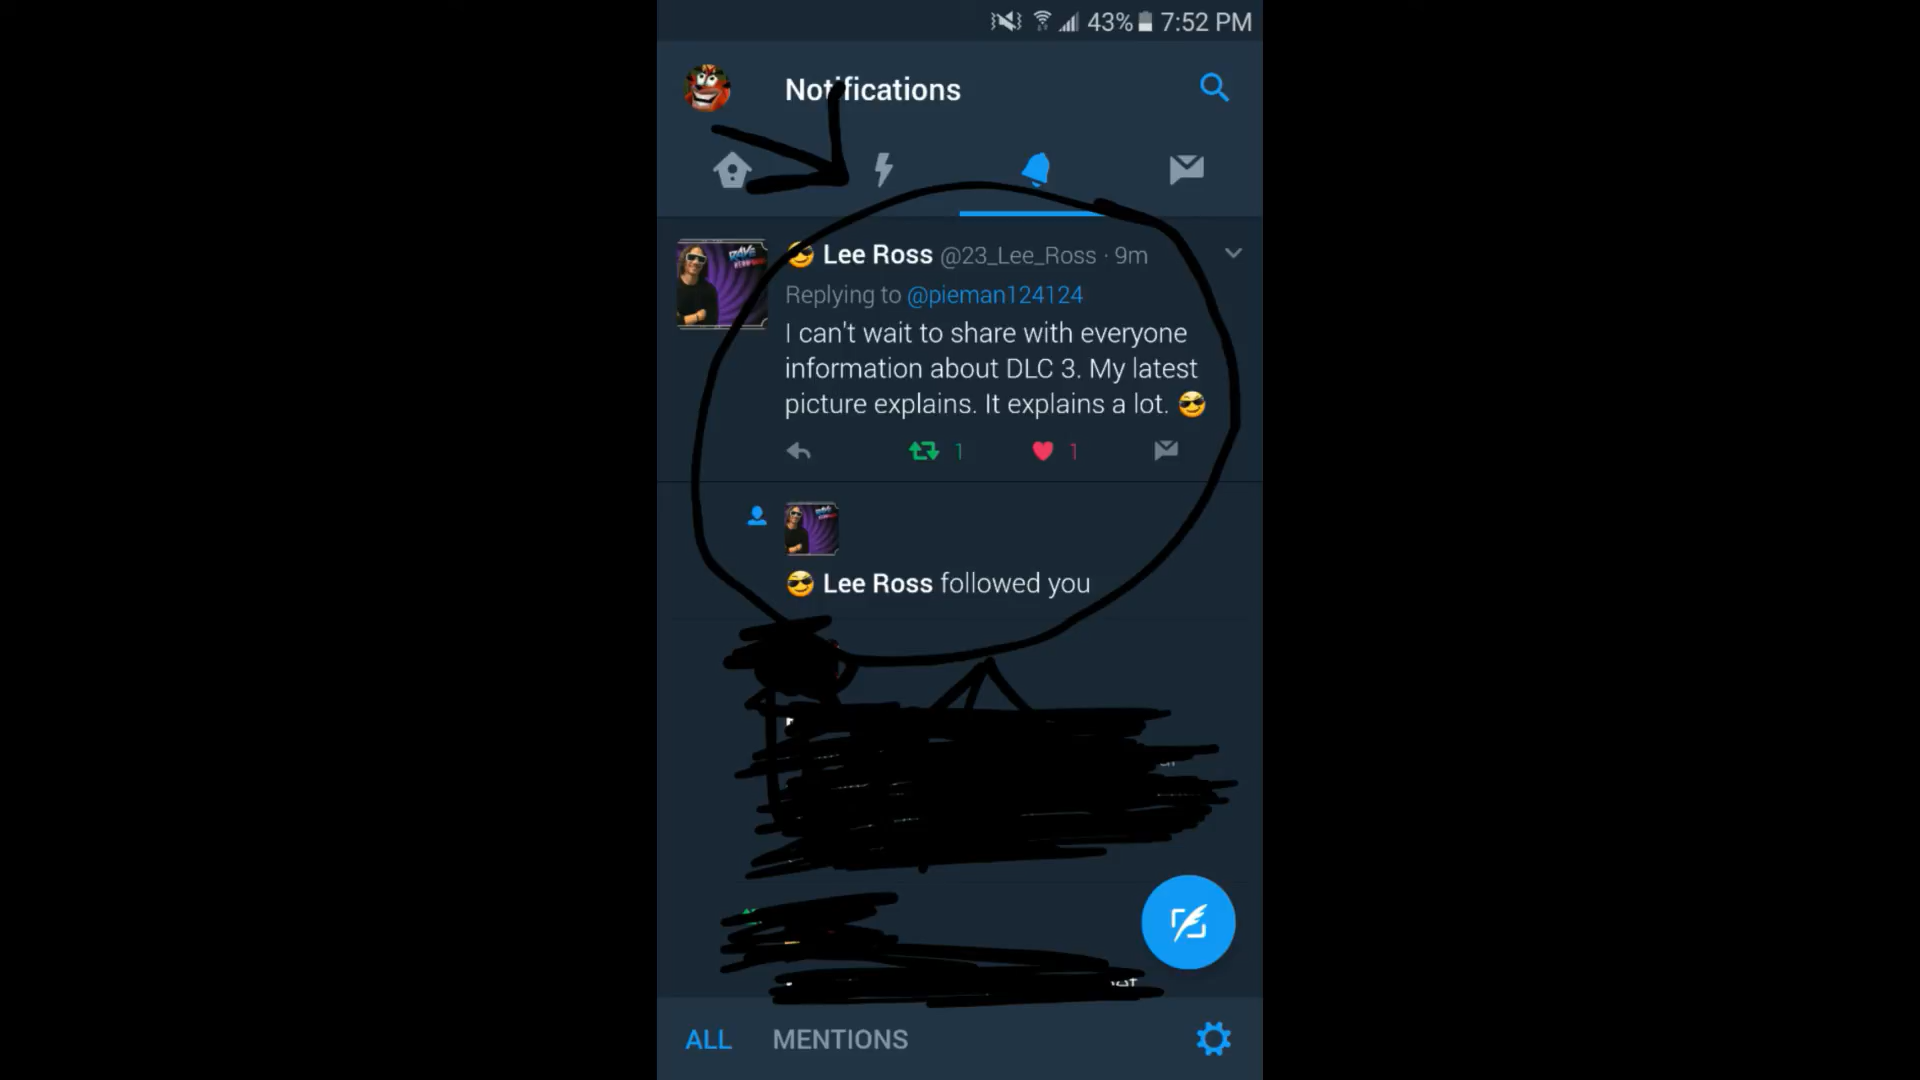 43% 7:52 PM
Notifications
😎 Lee Ross @23_Lee_Ross · 9m
Replying to @pieman124124
I can't wait to share with everyone
information about DLC 3. My latest
picture explains. It explains a lot. 😎
1 1
😎 Lee Ross followed you
ALL MENTIONS